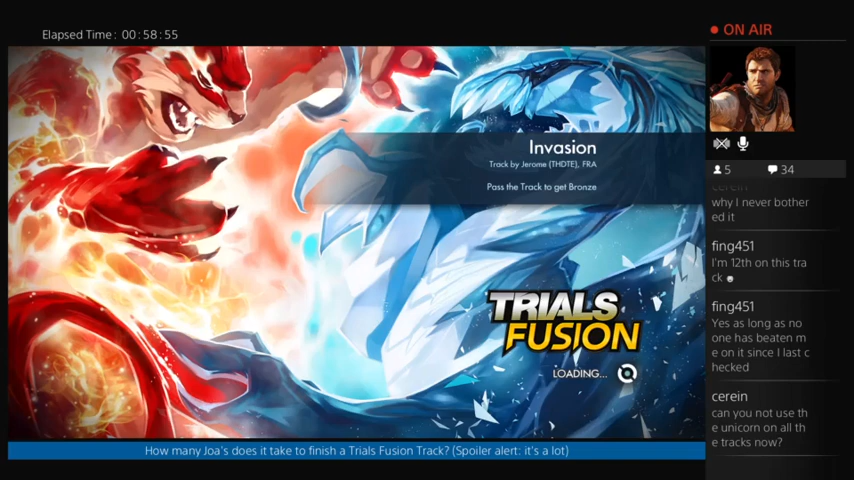 Elapsed Time: 00:58:55
ON AIR
Invasion
Track by Jerome (THDTE), FRA
Pass the Track to get Bronze
TRIALS
FUSION
LOADING...
How many Joa's does it take to finish a Trials Fusion Track? (Spoiler alert: it's a lot)
5
34
cerein
why I never bother
ed it
fing451
I'm 12th on this tra
ck
fing451
Yes as long as no
one has beaten m
e on it since I last c
hecked
cerein
can you not use th
e unicorn on all th
e tracks now?